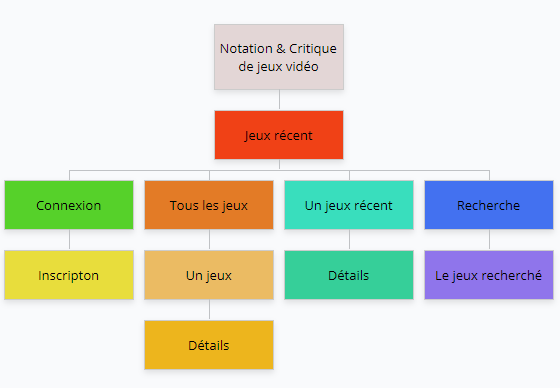 Notation & Critique
de jeux vidéo
Jeux récent
Connexion
Tous les jeux
Un jeux récent
Recherche
Inscripton
Un jeux
Détails
Le jeux recherché
Détails